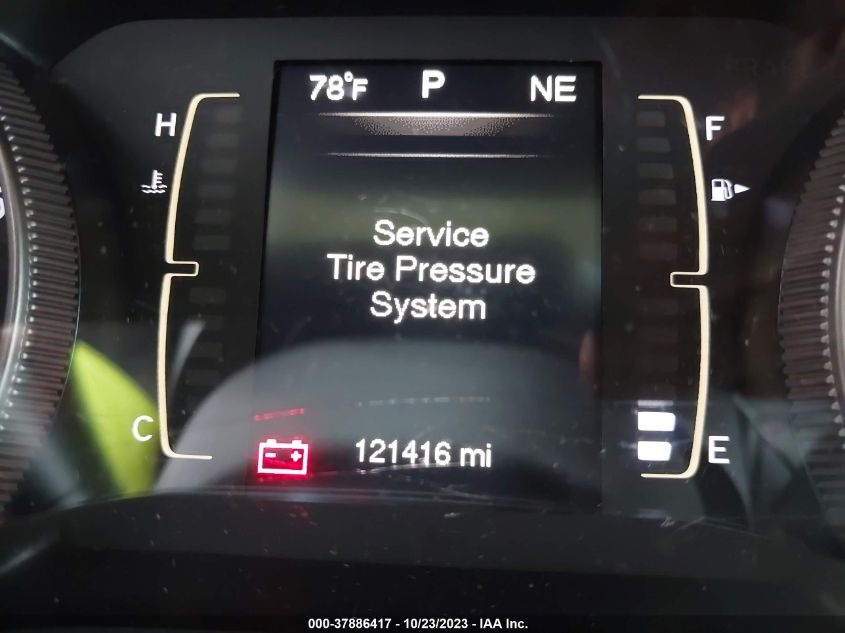 78°F P NE
H F
Service
Tire Pressure
System
C E
121416 mi
000-37886417 - 10/23/2023 - IAA Inc.